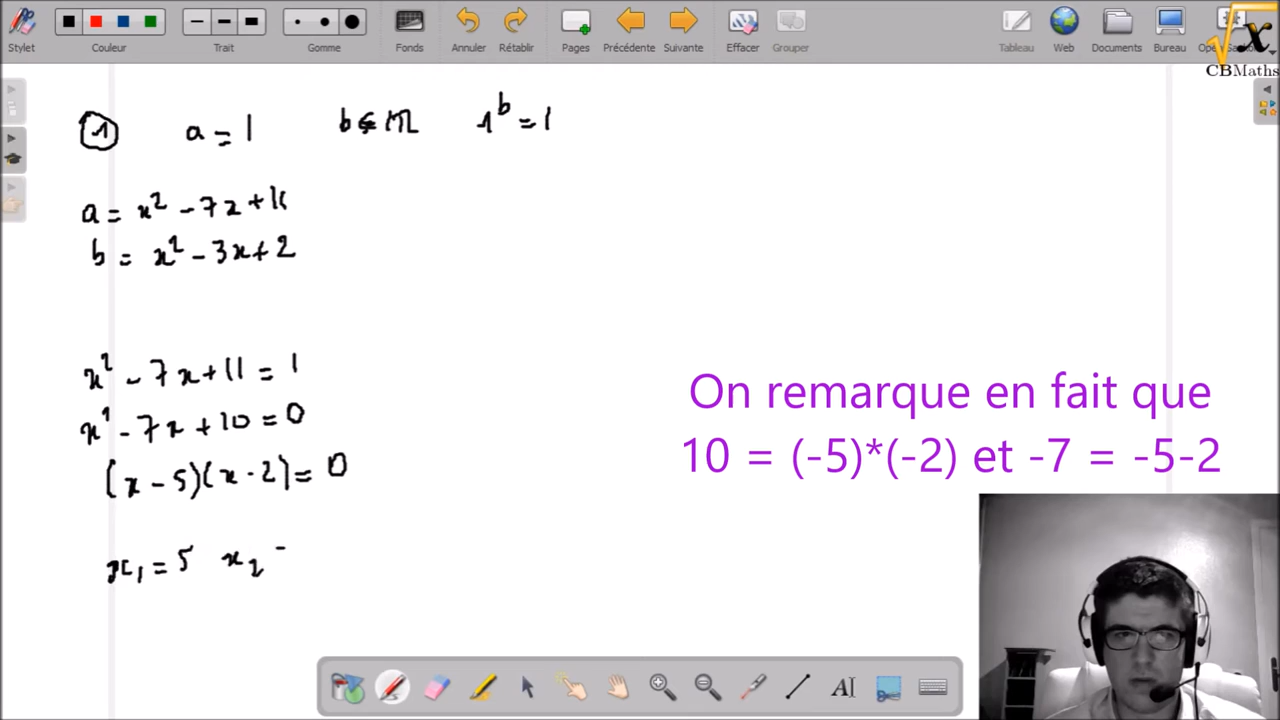 Stylet Couleur Trait Gomme Fonds Annuler Rétablir Pages Précédente Suivante Effacer Grouper Tableau Web Documents Bureau
√x
CBMaths
① a = 1 b ∈ ℝ 1^b = 1
a = x² - 7x + 11
b = x² - 3x + 2
x² - 7x + 11 = 1
x² - 7x + 10 = 0
(x - 5)(x - 2) = 0
x₁ = 5 x₂
On remarque en fait que
10 = (-5)*(-2) et -7 = -5-2
AI